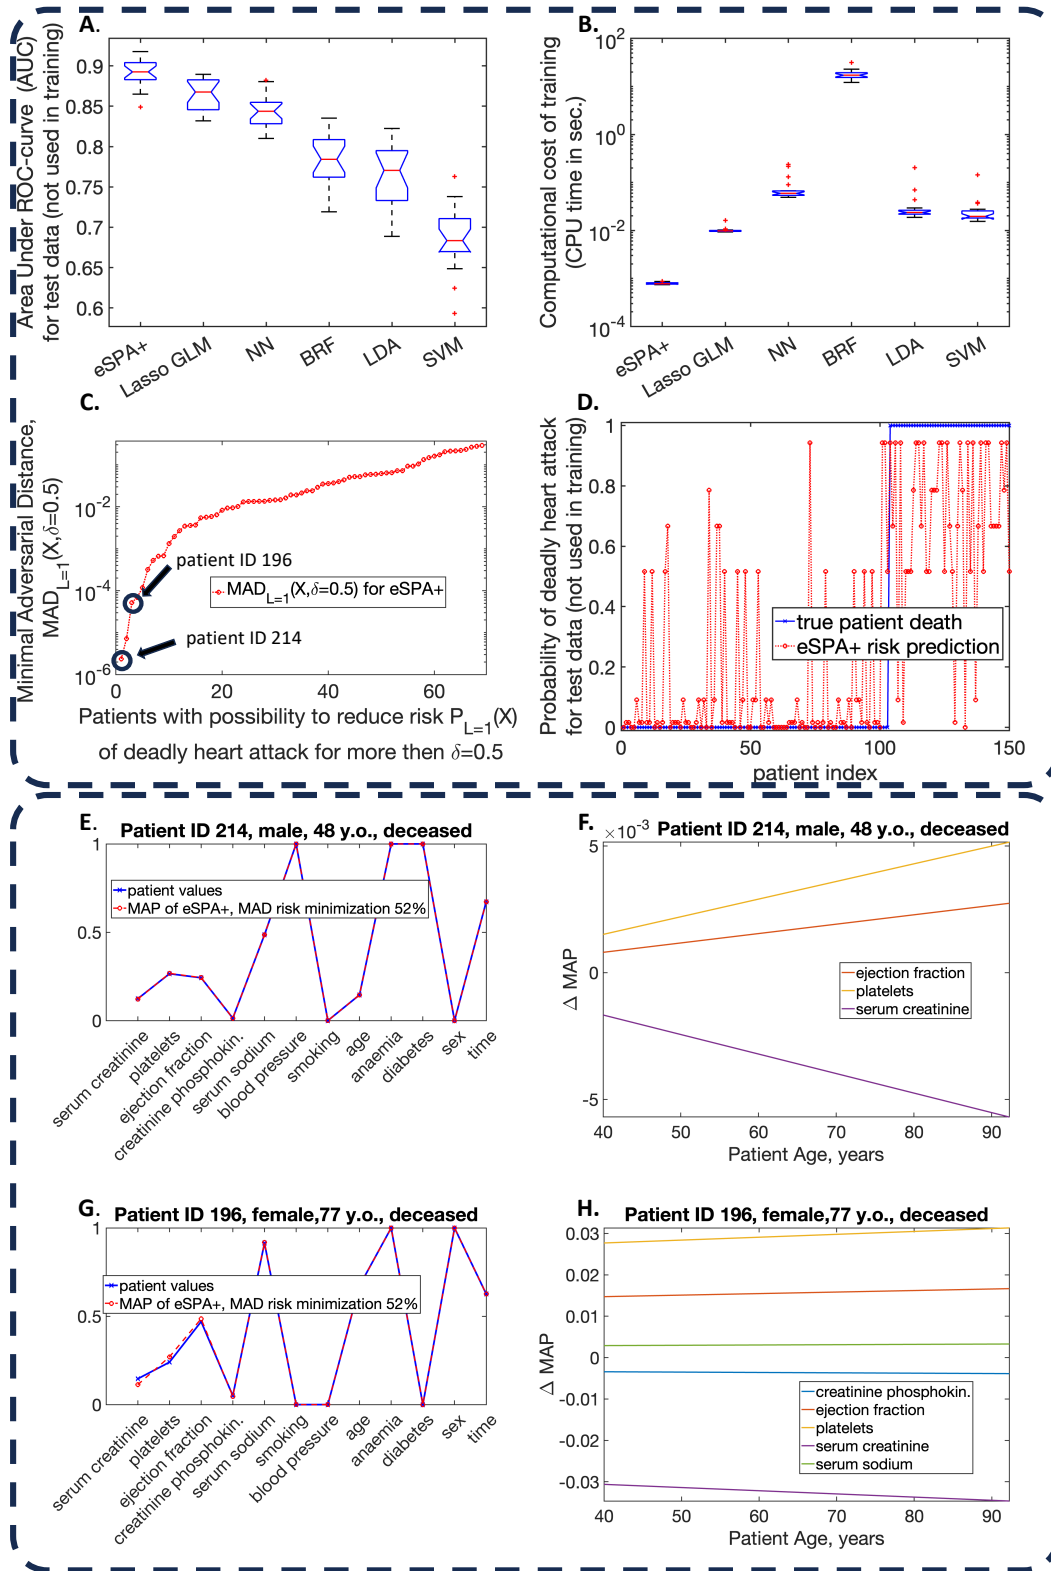 A.
Area Under ROC-curve (AUC)
for test data (not used in training)
0.9
0.85
0.8
0.75
0.7
0.65
0.6
eSPA+
Lasso GLM
NN
BRF
LDA
SVM
B.
Computational cost of training
(CPU time in sec.)
10^2
10^0
10^-2
10^-4
eSPA+
Lasso GLM
NN
BRF
LDA
SVM
C.
Minimal Adversarial Distance,
MAD_L=1(X,δ=0.5)
10^-2
10^-4
10^-6
patient ID 196
MAD_L=1(X,δ=0.5) for eSPA+
patient ID 214
0 20 40 60
Patients with possibility to reduce risk P_L=1(X)
of deadly heart attack for more then δ=0.5
D.
Probability of deadly heart attack
for test data (not used in training)
1
0.8
0.6
0.4
0.2
0
true patient death
eSPA+ risk prediction
0 50 100 150
patient index
E.
Patient ID 214, male, 48 y.o., deceased
1
0.5
0
patient values
MAP of eSPA+, MAD risk minimization 52%
serum creatinine
platelets
ejection fraction
creatinine phosphokin.
serum sodium
blood pressure
smoking
age
anaemia
diabetes
sex
time
F.
×10^-3
Patient ID 214, male, 48 y.o., deceased
Δ MAP
5
0
-5
ejection fraction
platelets
serum creatinine
40 50 60 70 80 90
Patient Age, years
G.
Patient ID 196, female,77 y.o., deceased
1
0.5
0
patient values
MAP of eSPA+, MAD risk minimization 52%
serum creatinine
platelets
ejection fraction
creatinine phosphokin.
serum sodium
smoking
blood pressure
age
anaemia
diabetes
sex
time
H.
Patient ID 196, female,77 y.o., deceased
Δ MAP
0.03
0.02
0.01
0
-0.01
-0.02
-0.03
creatinine phosphokin.
ejection fraction
platelets
serum creatinine
serum sodium
40 50 60 70 80 90
Patient Age, years